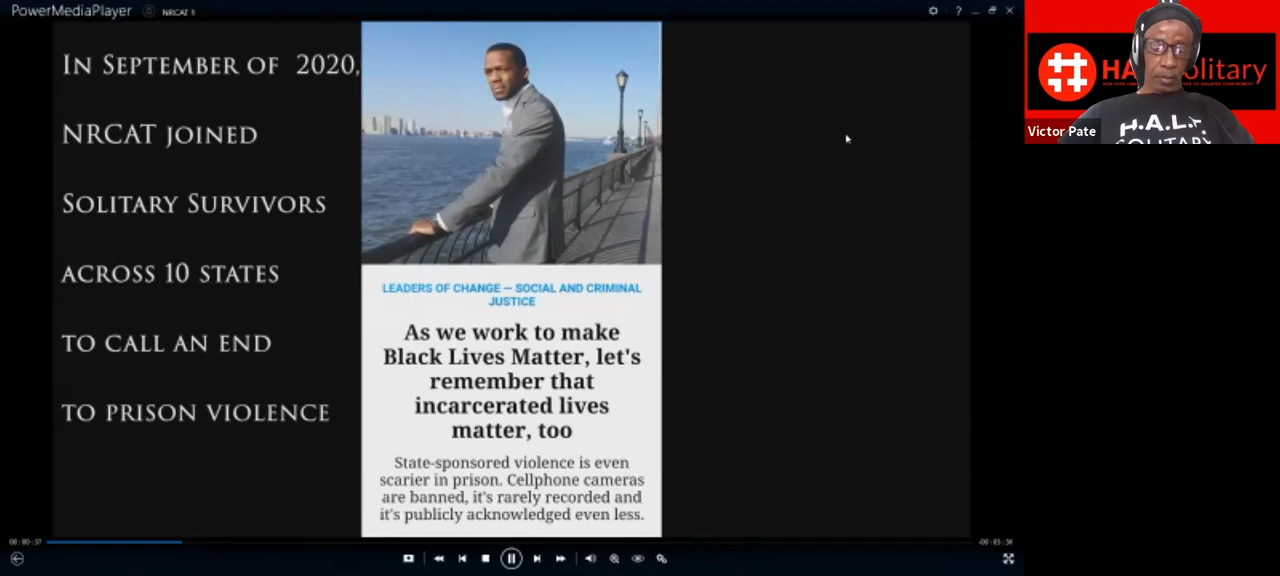 PowerMediaPlayer
NRCAT 1
IN SEPTEMBER OF 2020,
NRCAT JOINED
SOLITARY SURVIVORS
ACROSS 10 STATES
TO CALL AN END
TO PRISON VIOLENCE
LEADERS OF CHANGE — SOCIAL AND CRIMINAL
JUSTICE
As we work to make
Black Lives Matter, let's
remember that
incarcerated lives
matter, too
State-sponsored violence is even
scarier in prison. Cellphone cameras
are banned, it's rarely recorded and
it's publicly acknowledged even less.
Victor Pate
H.A.L.T.
SOLITARY